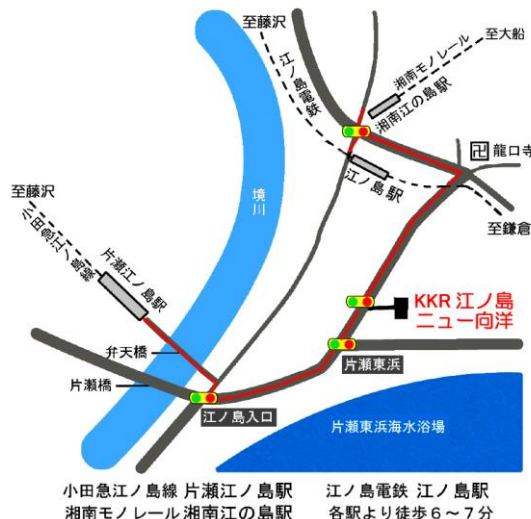 至藤沢
至大船
湘南モノレール
湘南江の島駅
江ノ島電鉄
江ノ島駅
卍 龍口寺
至鎌倉
至藤沢
小田急江ノ島線
片瀬江ノ島駅
境川
KKR 江ノ島
ニュー向洋
弁天橋
片瀬橋
片瀬東浜
江ノ島入口
片瀬東浜海水浴場
小田急江ノ島線 片瀬江ノ島駅 江ノ島電鉄 江ノ島駅
湘南モノレール 湘南江の島駅 各駅より徒歩6~7分